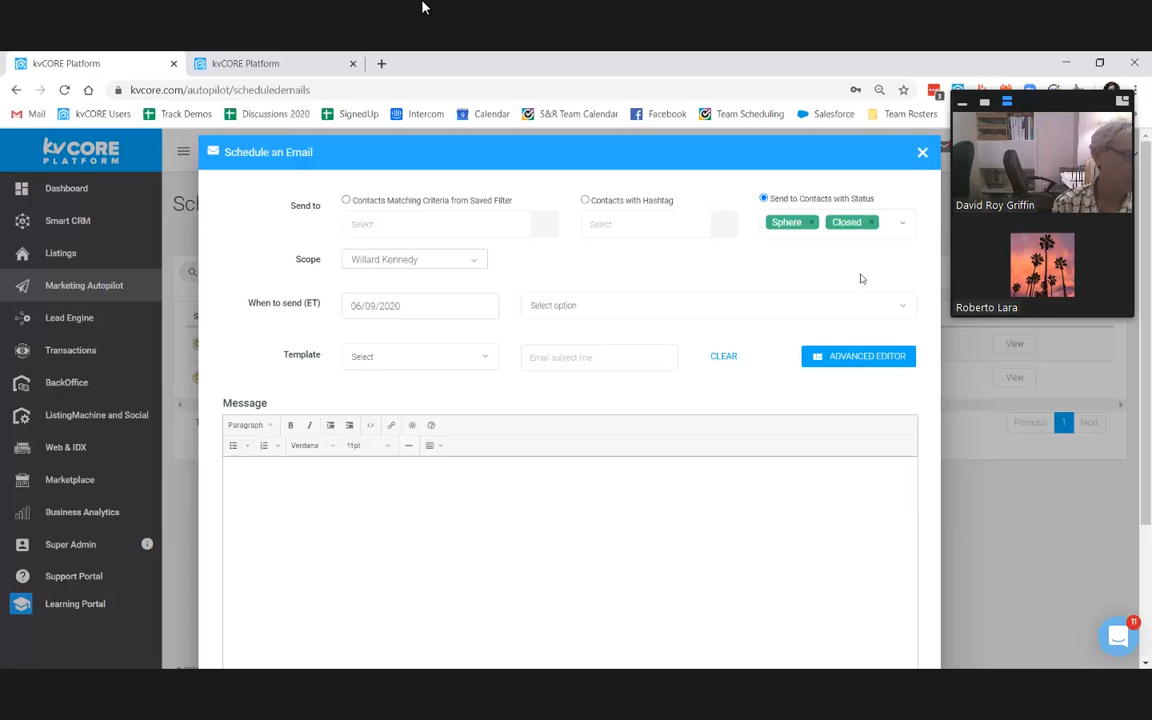 kvCORE Platform
kvCORE Platform
kvcore.com/autopilot/scheduledemails
3
Mail
kvCORE Users
Track Demos
Discussions 2020
SignedUp
Intercom
Calendar
S&R Team Calendar
Facebook
Team Scheduling
Salesforce
Team Rosters
kvCORE
PLATFORM
Dashboard
Smart CRM
Listings
Marketing Autopilot
Lead Engine
Transactions
BackOffice
ListingMachine and Social
Web & IDX
Marketplace
Business Analytics
Super Admin
Support Portal
Learning Portal
Schedule an Email
Send to
Contacts Matching Criteria from Saved Filter
Contacts with Hashtag
Send to Contacts with Status
Select
Select
Sphere ×
Closed ×
Scope
Willard Kennedy
When to send (ET)
06/09/2020
Select option
Template
Select
Email subject line
CLEAR
ADVANCED EDITOR
Message
Paragraph
B
I
Verdana
11pt
David Roy Griffin
Roberto Lara
View
View
Previous
1
Next
11